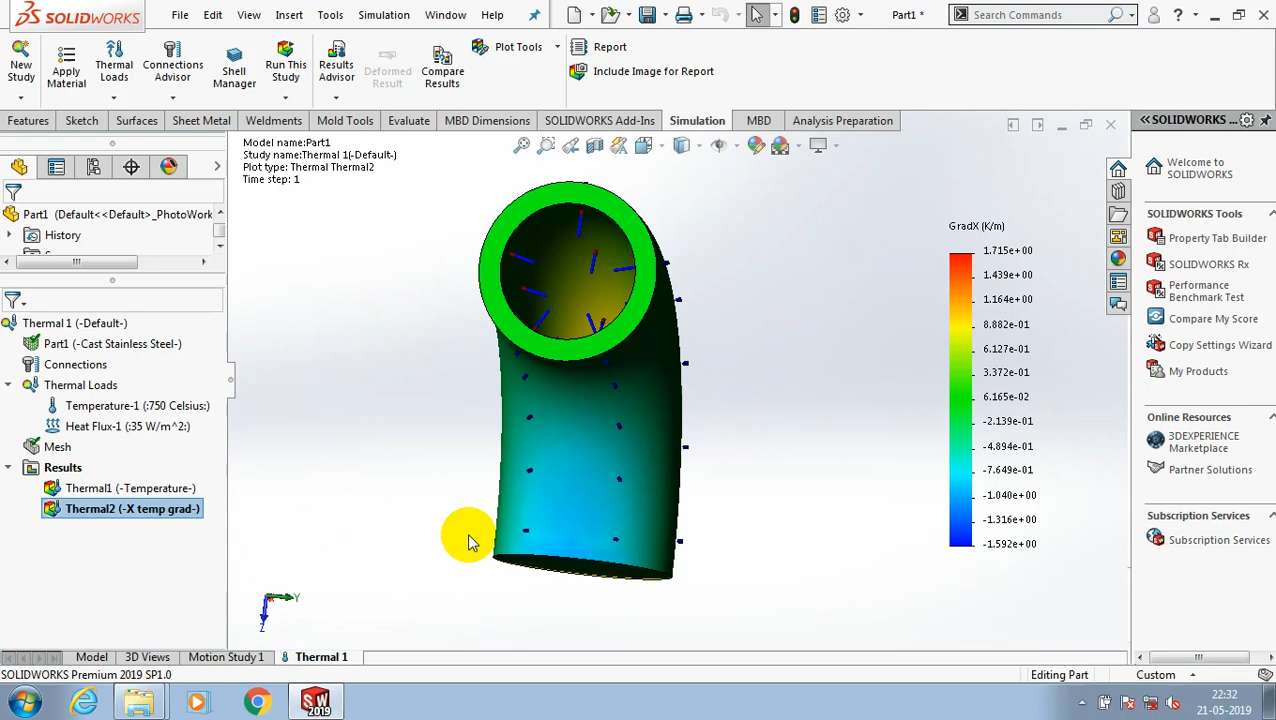 SOLIDWORKS
File Edit View Insert Tools Simulation Window Help
Part1 *
Search Commands
New Study
Apply Material
Thermal Loads
Connections Advisor
Shell Manager
Run This Study
Results Advisor
Deformed Result
Compare Results
Plot Tools
Report
Include Image for Report
Features Sketch Surfaces Sheet Metal Weldments Mold Tools Evaluate MBD Dimensions SOLIDWORKS Add-Ins Simulation MBD Analysis Preparation
Part1 (Default<<Default>_PhotoWork
History
Thermal 1 (-Default-)
Part1 (-Cast Stainless Steel-)
Connections
Thermal Loads
Temperature-1 (:750 Celsius:)
Heat Flux-1 (:35 W/m^2:)
Mesh
Results
Thermal1 (-Temperature-)
Thermal2 (-X temp grad-)
Model name:Part1
Study name:Thermal 1(-Default-)
Plot type: Thermal Thermal2
Time step: 1
GradX (K/m)
1.715e+00
1.439e+00
1.164e+00
8.882e-01
6.127e-01
3.372e-01
6.165e-02
-2.139e-01
-4.894e-01
-7.649e-01
-1.040e+00
-1.316e+00
-1.592e+00
Y
Z
SOLIDWORKS ...
Welcome to SOLIDWORKS
SOLIDWORKS Tools
Property Tab Builder
SOLIDWORKS Rx
Performance Benchmark Test
Compare My Score
Copy Settings Wizard
My Products
Online Resources
3DEXPERIENCE Marketplace
Partner Solutions
Subscription Services
Subscription Services
Model 3D Views Motion Study 1 Thermal 1
SOLIDWORKS Premium 2019 SP1.0
Editing Part
Custom
SW 2019
22:32
21-05-2019